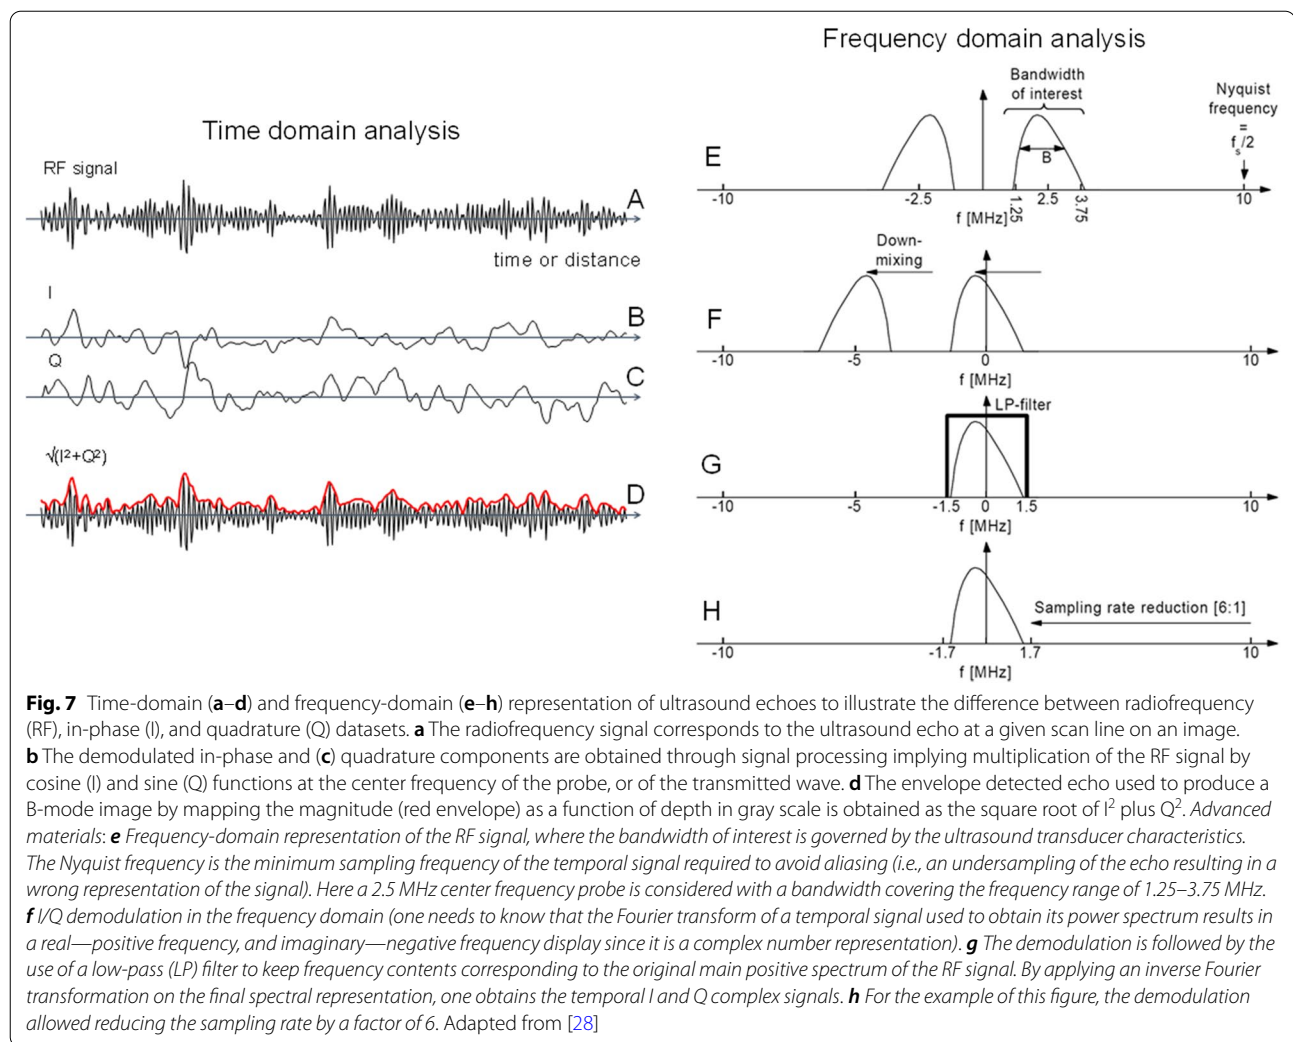 Time domain analysis
RF signal
A
time or distance
I
B
Q
C
√(I²+Q²)
D
Frequency domain analysis
Bandwidth
of interest
Nyquist
frequency
=
fs/2
E
B
-10
-2.5
1.25
2.5
3.75
10
f [MHz]
Down-
mixing
F
-10
-5
0
10
f [MHz]
LP-filter
G
-10
-5
-1.5
0
1.5
10
f [MHz]
H
Sampling rate reduction [6:1]
-10
-1.7
1.7
10
f [MHz]
Fig. 7 Time-domain (a–d) and frequency-domain (e–h) representation of ultrasound echoes to illustrate the difference between radiofrequency
(RF), in-phase (I), and quadrature (Q) datasets. a The radiofrequency signal corresponds to the ultrasound echo at a given scan line on an image.
b The demodulated in-phase and (c) quadrature components are obtained through signal processing implying multiplication of the RF signal by
cosine (I) and sine (Q) functions at the center frequency of the probe, or of the transmitted wave. d The envelope detected echo used to produce a
B-mode image by mapping the magnitude (red envelope) as a function of depth in gray scale is obtained as the square root of I² plus Q². Advanced
materials: e Frequency-domain representation of the RF signal, where the bandwidth of interest is governed by the ultrasound transducer characteristics.
The Nyquist frequency is the minimum sampling frequency of the temporal signal required to avoid aliasing (i.e., an undersampling of the echo resulting in a
wrong representation of the signal). Here a 2.5 MHz center frequency probe is considered with a bandwidth covering the frequency range of 1.25–3.75 MHz.
f I/Q demodulation in the frequency domain (one needs to know that the Fourier transform of a temporal signal used to obtain its power spectrum results in
a real—positive frequency, and imaginary—negative frequency display since it is a complex number representation). g The demodulation is followed by the
use of a low-pass (LP) filter to keep frequency contents corresponding to the original main positive spectrum of the RF signal. By applying an inverse Fourier
transformation on the final spectral representation, one obtains the temporal I and Q complex signals. h For the example of this figure, the demodulation
allowed reducing the sampling rate by a factor of 6. Adapted from [28]